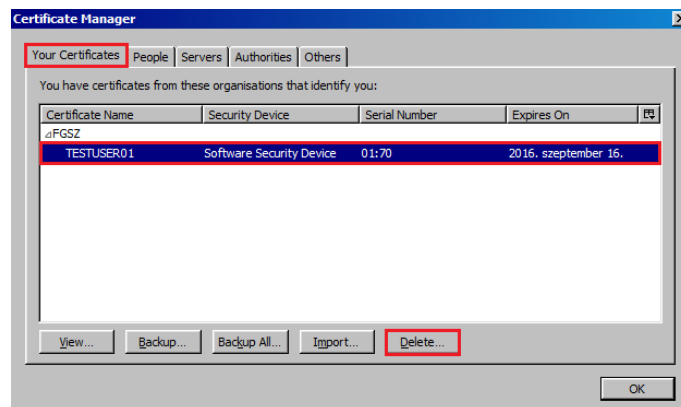 Certificate Manager
Your Certificates People Servers Authorities Others
You have certificates from these organisations that identify you:
Certificate Name Security Device Serial Number Expires On
FGSZ
TESTUSER01 Software Security Device 01:70 2016. szeptember 16.
View... Backup... Backup All... Import... Delete...
OK